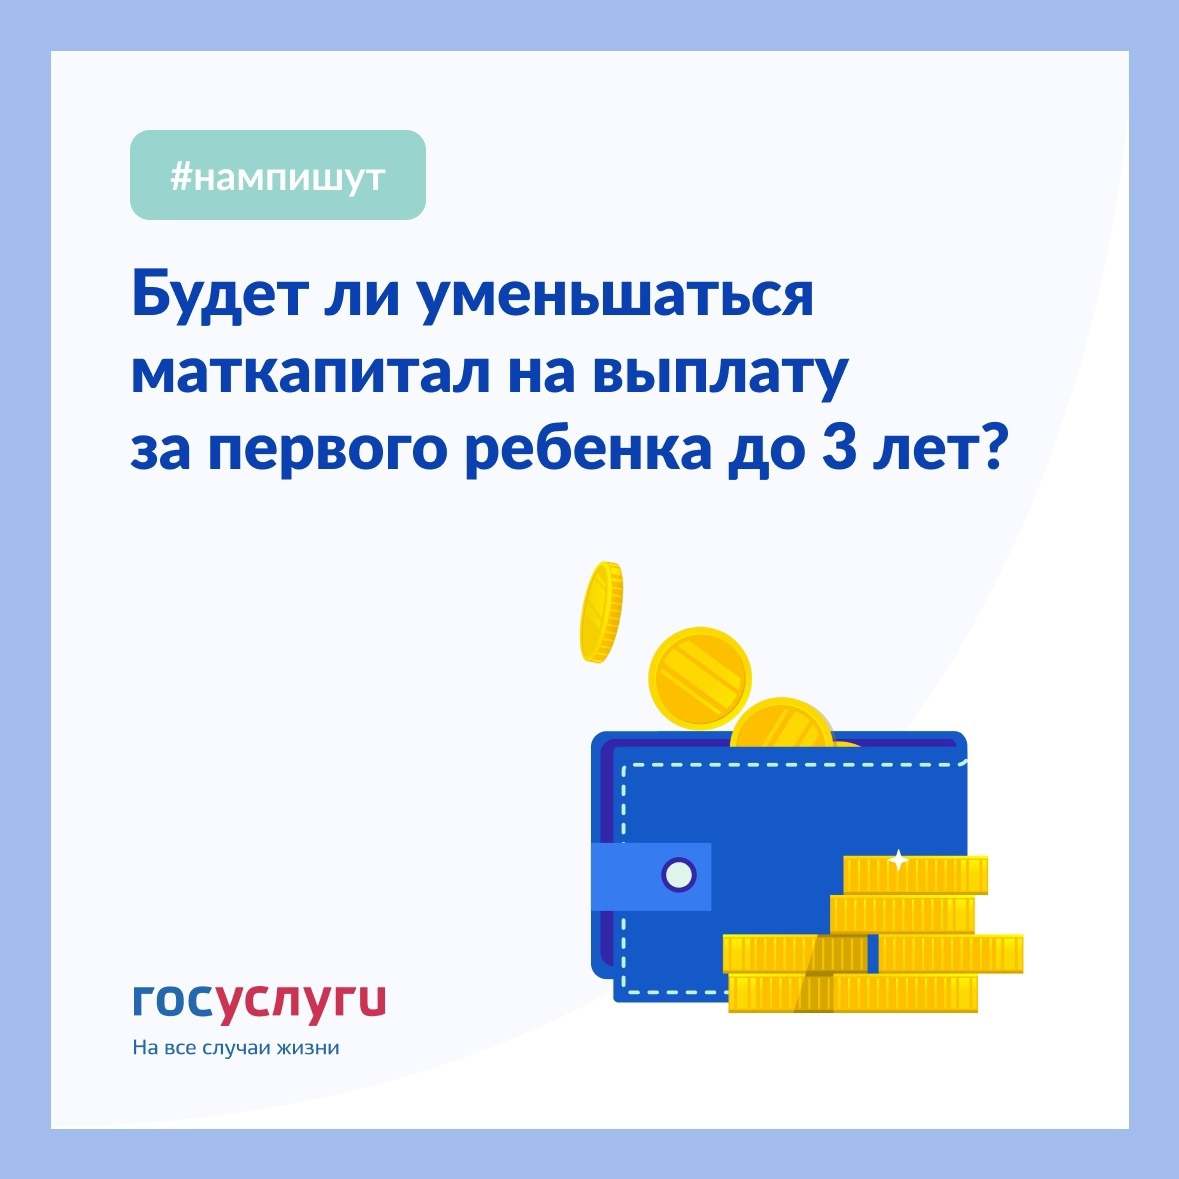 #нампишут
Будет ли уменьшаться
маткапитал на выплату
за первого ребенка до 3 лет?
госуслуги
На все случаи жизни